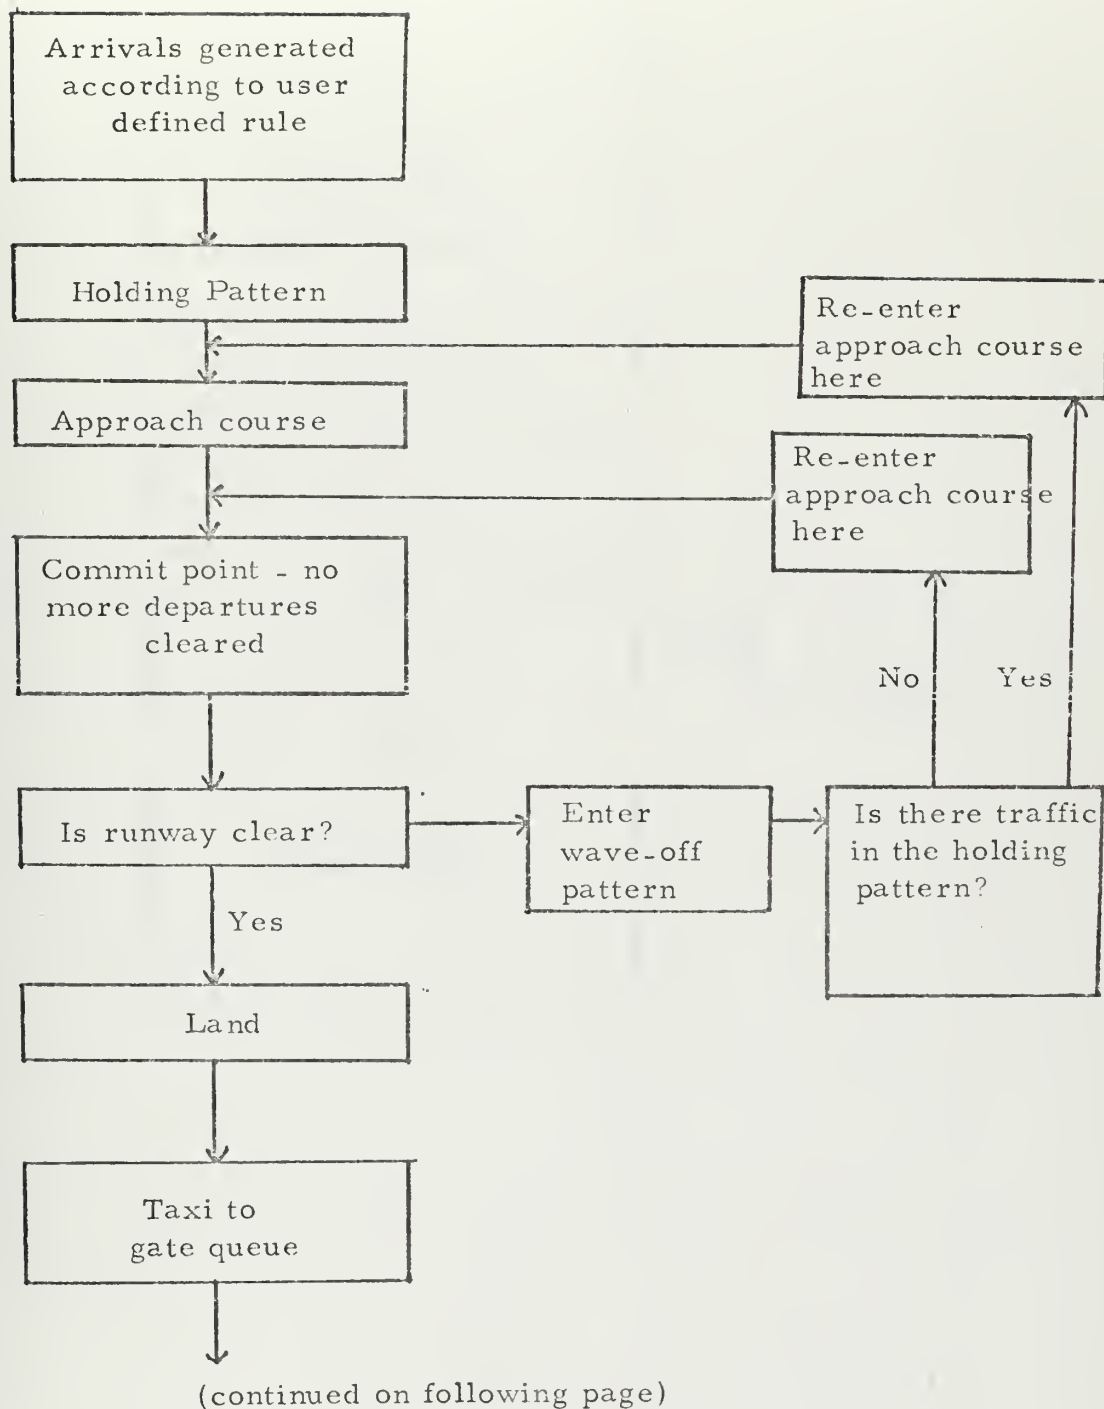 Arrivals generated
according to user
defined rule
Holding Pattern
Re-enter
approach course
here
Approach course
Re-enter
approach course
here
Commit point - no
more departures
cleared
No
Yes
Is runway clear?
Enter
wave-off
pattern
Is there traffic
in the holding
pattern?
Yes
Land
Taxi to
gate queue
(continued on following page)